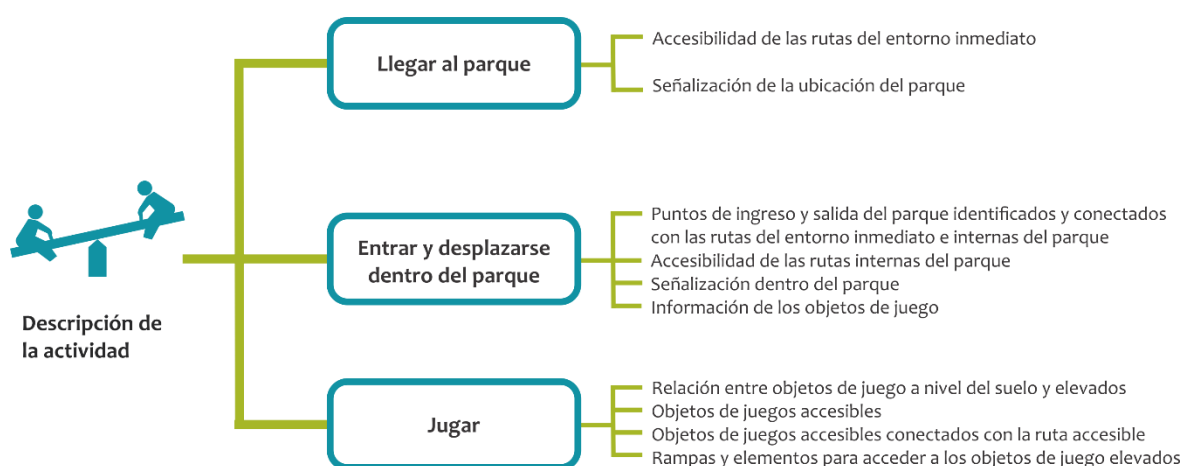 Descripción de
la actividad
Llegar al parque
Accesibilidad de las rutas del entorno inmediato
Señalización de la ubicación del parque
Entrar y desplazarse
dentro del parque
Puntos de ingreso y salida del parque identificados y conectados
con las rutas del entorno inmediato e internas del parque
Accesibilidad de las rutas internas del parque
Señalización dentro del parque
Información de los objetos de juego
Jugar
Relación entre objetos de juego a nivel del suelo y elevados
Objetos de juegos accesibles
Objetos de juegos accesibles conectados con la ruta accesible
Rampas y elementos para acceder a los objetos de juego elevados